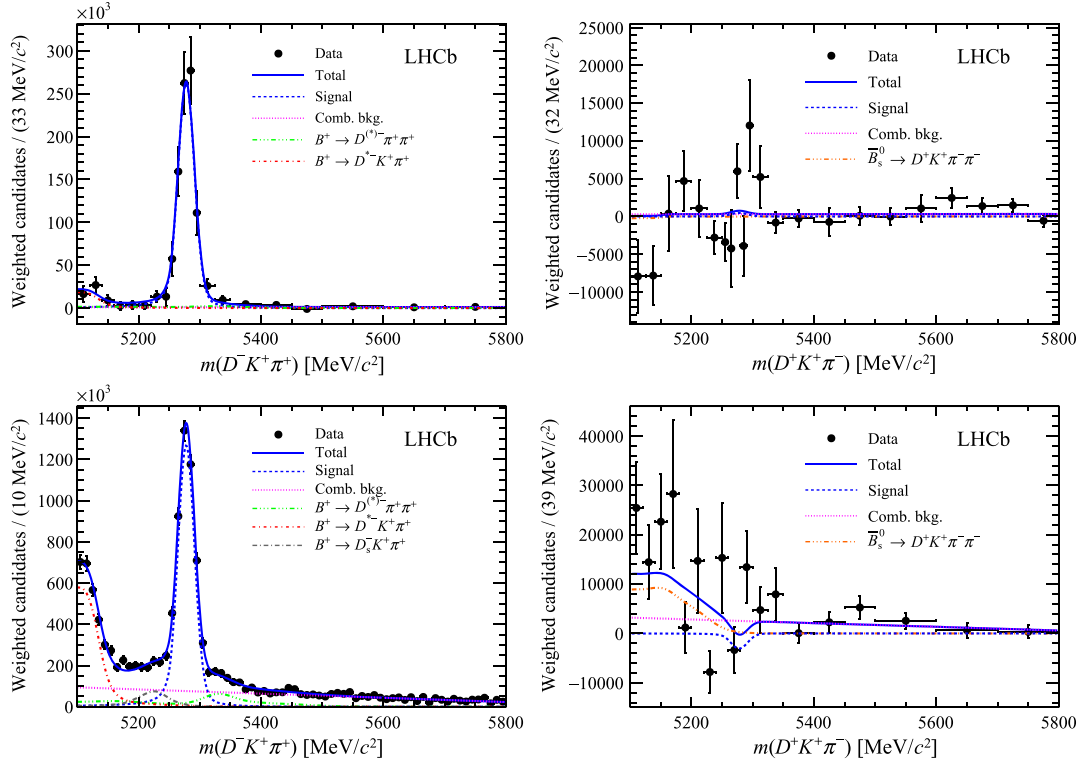 ×10³
300
250
200
150
100
50
0
Weighted candidates / (33 MeV/c²)
LHCb
Data
Total
Signal
Comb. bkg.
B⁺ → D⁽*⁾⁻π⁺π⁺
B⁺ → D*⁻K⁺π⁺
5200 5400 5600 5800
m(D⁻K⁺π⁺) [MeV/c²]
25000
20000
15000
10000
5000
0
−5000
−10000
Weighted candidates / (32 MeV/c²)
LHCb
Data
Total
Signal
Comb. bkg.
B̅⁰ₛ → D⁺K⁺π⁻π⁻
5200 5400 5600 5800
m(D⁺K⁺π⁻) [MeV/c²]
×10³
1400
1200
1000
800
600
400
200
0
Weighted candidates / (10 MeV/c²)
LHCb
Data
Total
Signal
Comb. bkg.
B⁺ → D⁽*⁾⁻π⁺π⁺
B⁺ → D*⁻K⁺π⁺
B⁺ → Dₛ⁻K⁺π⁺
5200 5400 5600 5800
m(D⁻K⁺π⁺) [MeV/c²]
40000
30000
20000
10000
0
−10000
Weighted candidates / (39 MeV/c²)
LHCb
Data
Total
Signal
Comb. bkg.
B̅⁰ₛ → D⁺K⁺π⁻π⁻
5200 5400 5600 5800
m(D⁺K⁺π⁻) [MeV/c²]